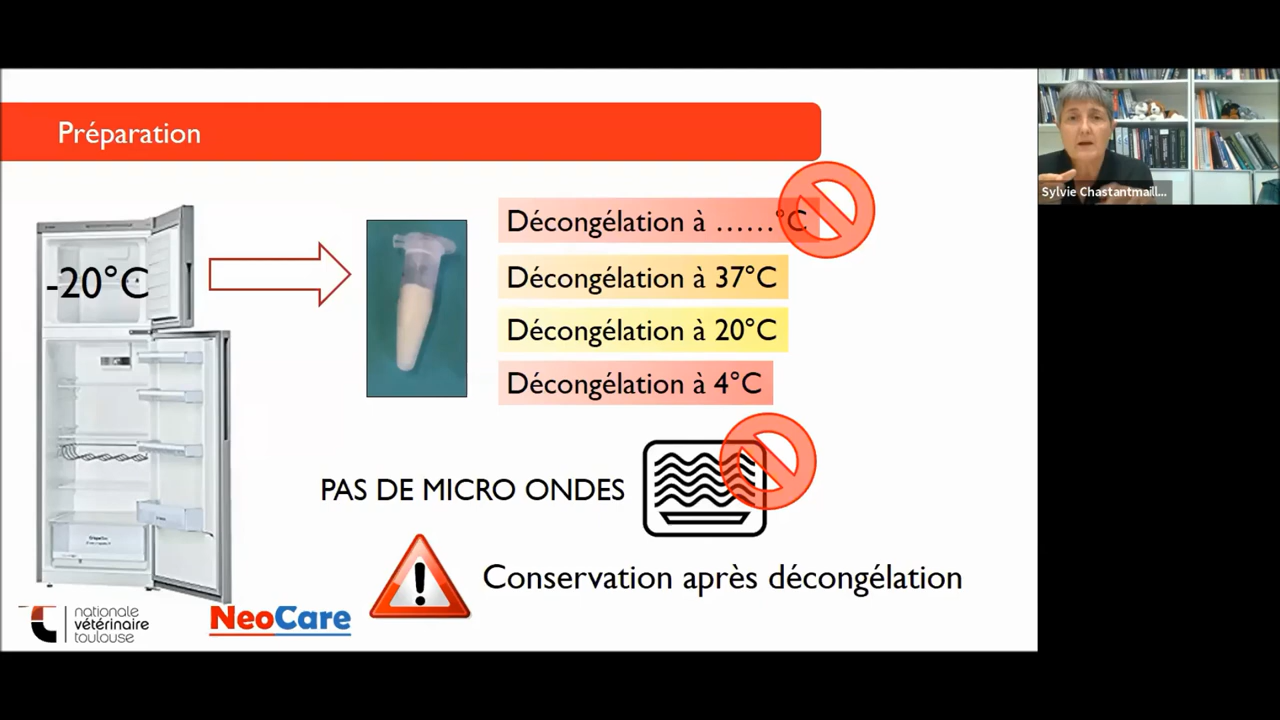 Préparation
Sylvie Chastantmaill...
-20°C
Décongélation à ......°C
Décongélation à 37°C
Décongélation à 20°C
Décongélation à 4°C
PAS DE MICRO ONDES
Conservation après décongélation
nationale
vétérinaire
toulouse
NeoCare